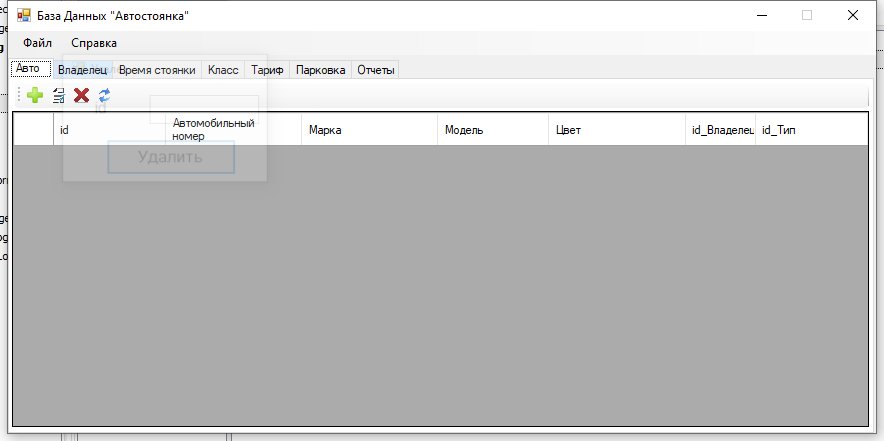 База Данных "Автостоянка"
Файл Справка
Авто Владелец Время стоянки Класс Тариф Парковка Отчеты
id
id Автомобильный номер Марка Модель Цвет id_Владелец id_Тип
Удалить